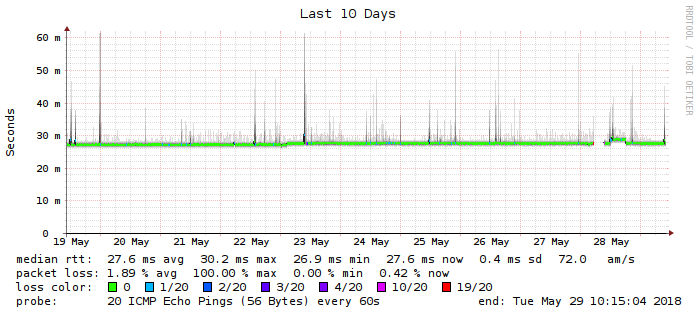 Last 10 Days
RRDTOOL / TOBI OETIKER
Seconds
60 m
50 m
40 m
30 m
20 m
10 m
0
19 May 20 May 21 May 22 May 23 May 24 May 25 May 26 May 27 May 28 May
median rtt: 27.6 ms avg 30.2 ms max 26.9 ms min 27.6 ms now 0.4 ms sd 72.0 am/s
packet loss: 1.89 % avg 100.00 % max 0.00 % min 0.42 % now
loss color: 0 1/20 2/20 3/20 4/20 10/20 19/20
probe: 20 ICMP Echo Pings (56 Bytes) every 60s end: Tue May 29 10:15:04 2018